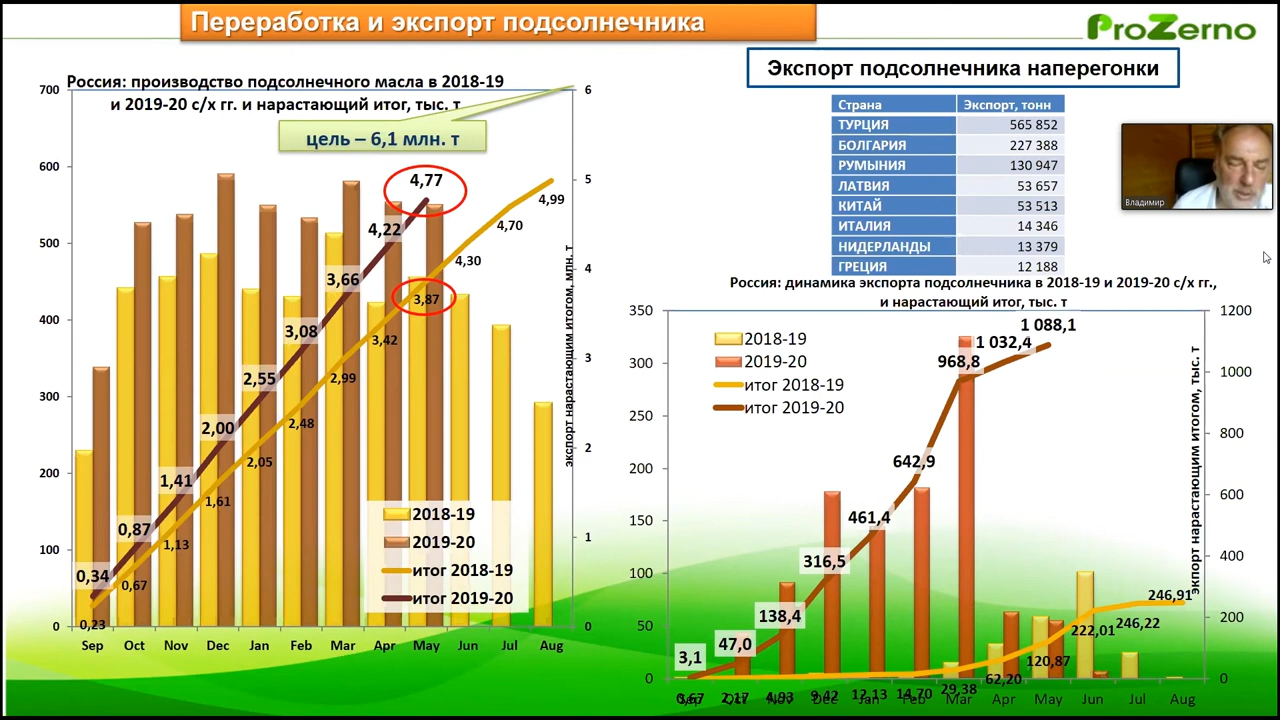 Переработка и экспорт подсолнечника
ProZerno
Россия: производство подсолнечного масла в 2018-19
и 2019-20 с/х гг. и нарастающий итог, тыс. т
цель – 6,1 млн. т
700
600
500
400
300
200
100
0
6
5
4
3
2
1
0
экспорт нарастающим итогом, млн. т
4,77
4,22
3,66
3,08
2,55
2,00
1,41
0,87
0,34
4,99
4,70
4,30
3,87
3,42
2,99
2,48
2,05
1,61
1,13
0,67
0,23
2018-19
2019-20
итог 2018-19
итог 2019-20
Sep Oct Nov Dec Jan Feb Mar Apr May Jun Jul Aug
Экспорт подсолнечника наперегонки
Страна Экспорт, тонн
ТУРЦИЯ 565 852
БОЛГАРИЯ 227 388
РУМЫНИЯ 130 947
ЛАТВИЯ 53 657
КИТАЙ 53 513
ИТАЛИЯ 14 346
НИДЕРЛАНДЫ 13 379
ГРЕЦИЯ 12 188
Владимир
Россия: динамика экспорта подсолнечника в 2018-19 и 2019-20 с/х гг.,
и нарастающий итог, тыс. т
350
300
250
200
150
100
50
0
1200
1000
800
600
400
200
0
экпорт нарастающим итогом, тыс. т
2018-19
2019-20
итог 2018-19
итог 2019-20
1 088,1
1 032,4
968,8
642,9
461,4
316,5
138,4
47,0
3,1
246,91
246,22
222,01
120,87
62,20
29,38
14,70
12,13
9,42
4,93
2,17
0,67
Sep Oct Nov Dec Jan Feb Mar Apr May Jun Jul Aug